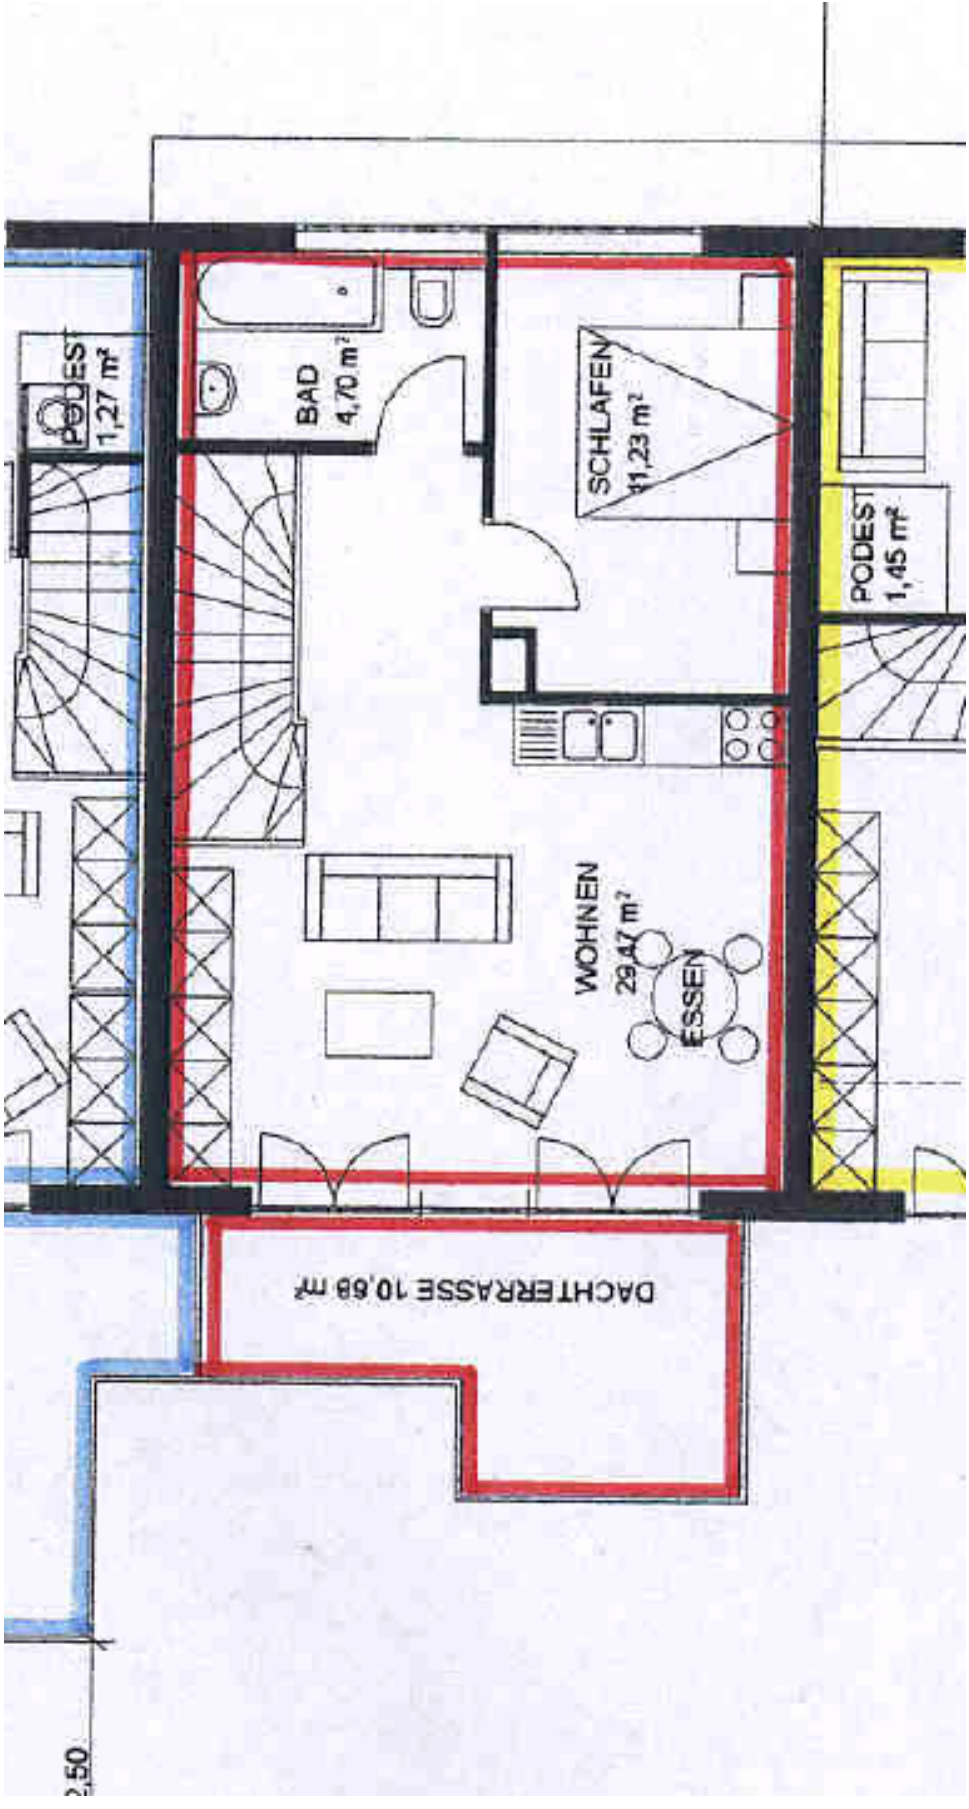 PODEST
1,27 m²
BAD
4,70 m²
SCHLAFEN
11,23 m²
PODEST
1,45 m²
WOHNEN
29,47 m²
ESSEN
DACHTERRASSE 10,68 m²
2,50